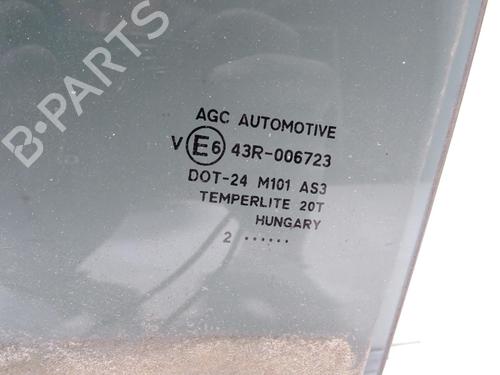 B-PARTS
AGC AUTOMOTIVE
V E6 43R-006723
DOT-24 M101 AS3
TEMPERLITE 20T
HUNGARY
2 ......